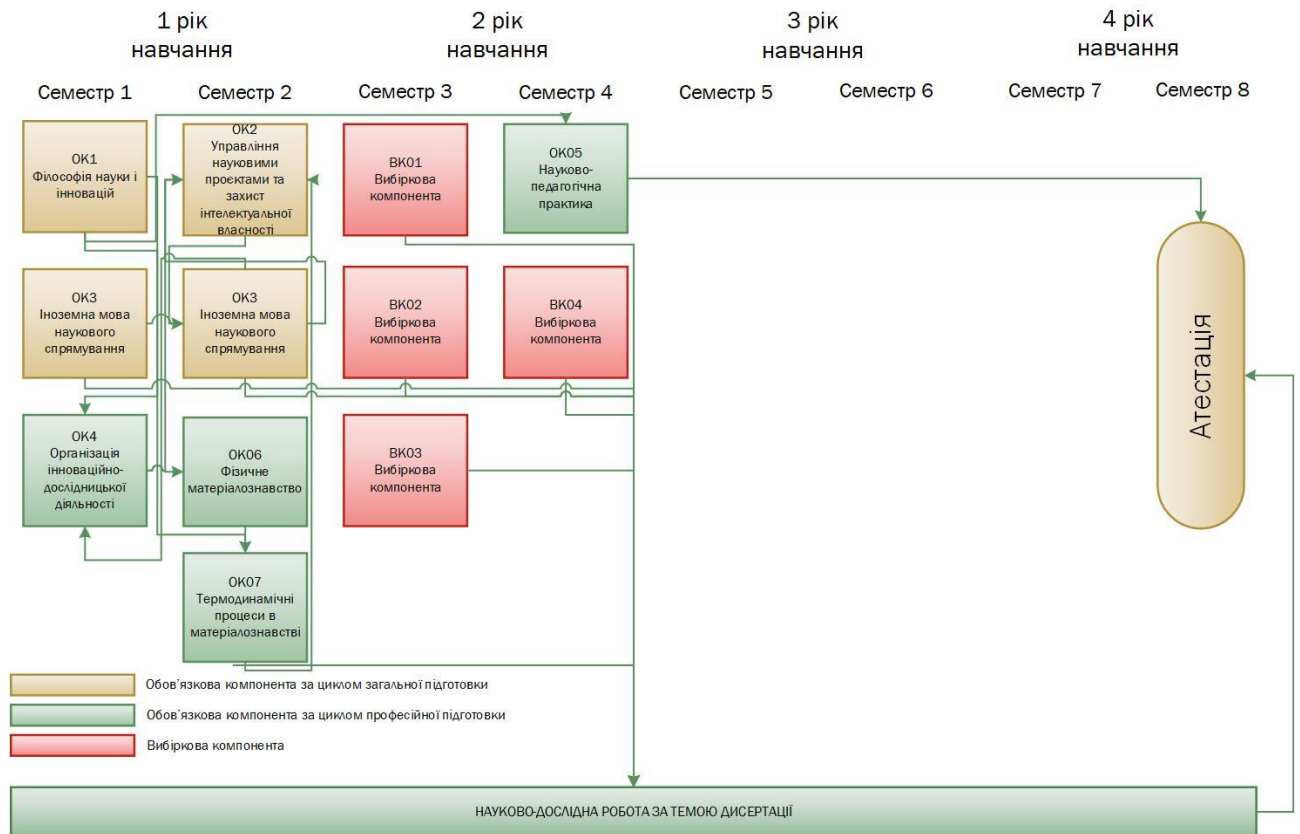 1 рік
навчання
2 рік
навчання
3 рік
навчання
4 рік
навчання
Семестр 1
Семестр 2
Семестр 3
Семестр 4
Семестр 5
Семестр 6
Семестр 7
Семестр 8
ОК1
Філософія науки і
інновацій
ОК2
Управління
науковими
проєктами та
захист
інтелектуальної
власності
ВК01
Вибіркова
компонента
ОК05
Науково-
педагогічна
практика
ОК3
Іноземна мова
наукового
спрямування
ОК3
Іноземна мова
наукового
спрямування
ВК02
Вибіркова
компонента
ВК04
Вибіркова
компонента
Атестація
ОК4
Організація
інноваційно-
дослідницької
діяльності
ОК06
Фізичне
матеріалознавство
ВК03
Вибіркова
компонента
ОК07
Термодинамічні
процеси в
матеріалознавстві
Обов'язкова компонента за циклом загальної підготовки
Обов'язкова компонента за циклом професійної підготовки
Вибіркова компонента
НАУКОВО-ДОСЛІДНА РОБОТА ЗА ТЕМОЮ ДИСЕРТАЦІЇ